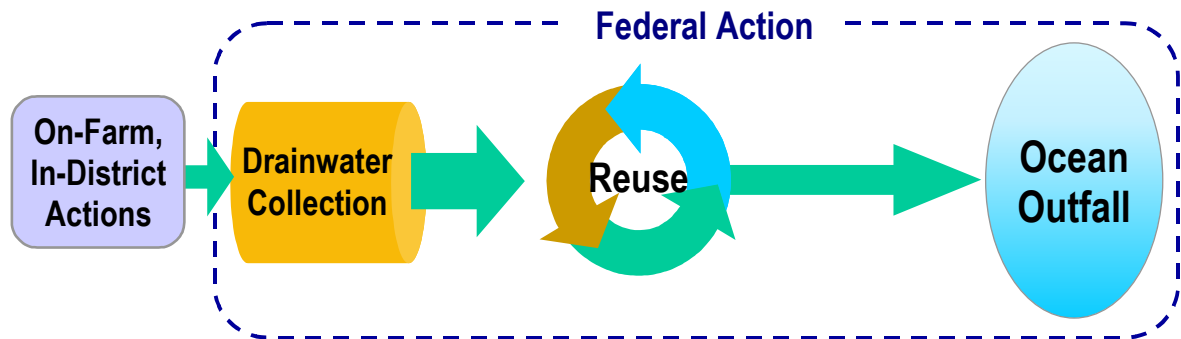 Federal Action
On-Farm,
In-District
Actions
Drainwater
Collection
Reuse
Ocean
Outfall